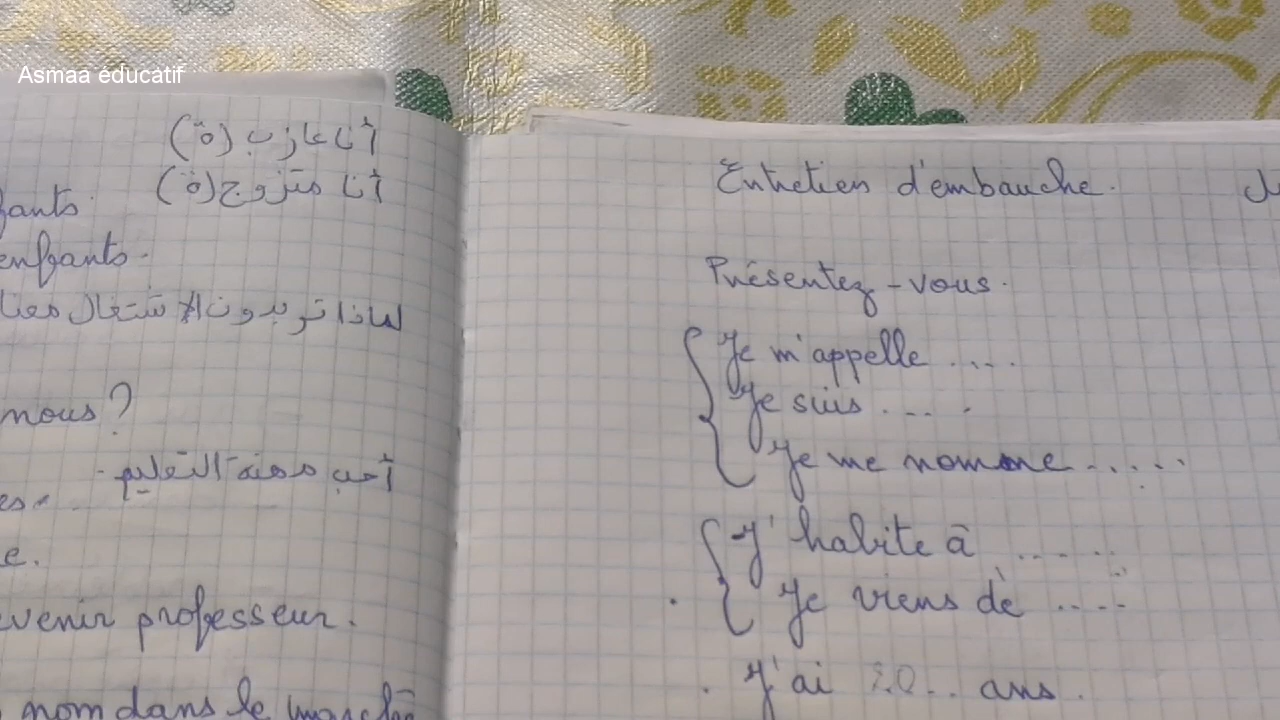 Asmaa éducatif
أنا عازب (ة)
أنا متزوج (ة)
fants.
enfants.
لماذا تريدون الاشتغال معنا
nous?
أحب مهنة التعليم.
es.
e.
venir professeur.
nom dans le
Entretien d'embauche.
Présentez-vous.
Je m'appelle ....
Je suis ....
Je me nomme .....
J'habite à .....
Je viens de ....
J'ai 20.. ans.